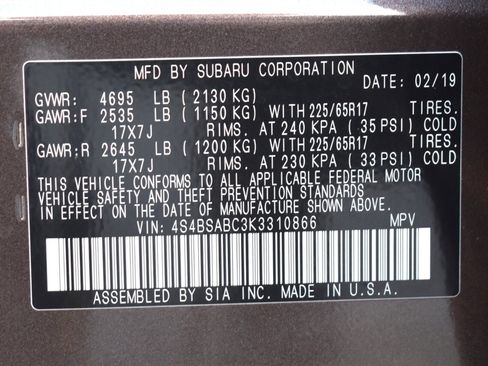 MFD BY SUBARU CORPORATION
DATE: 02/19
GVWR: 4695 LB ( 2130 KG)
GAWR:F 2535 LB ( 1150 KG) WITH 225/65R17 TIRES.
17X7J RIMS. AT 240 KPA ( 35 PSI) COLD
GAWR:R 2645 LB ( 1200 KG) WITH 225/65R17 TIRES.
17X7J RIMS. AT 230 KPA ( 33 PSI) COLD
THIS VEHICLE CONFORMS TO ALL APPLICABLE FEDERAL MOTOR
VEHICLE SAFETY AND THEFT PREVENTION STANDARDS
IN EFFECT ON THE DATE OF MANUFACTURE SHOWN ABOVE.
VIN: 4S4BSABC3K3310866 MPV
ASSEMBLED BY SIA INC. MADE IN U.S.A.